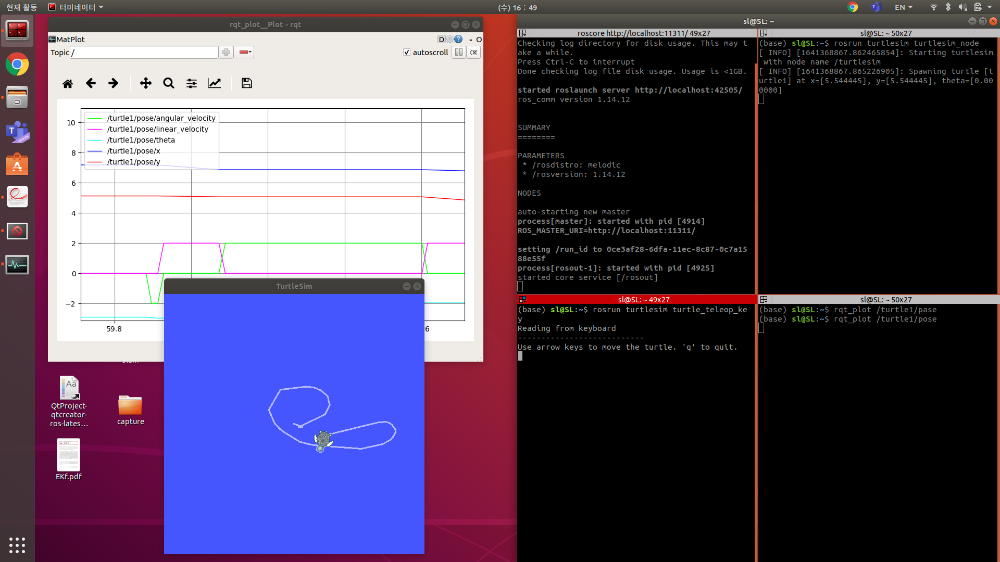 현재 활동
터미네이터
(수) 16 : 49
EN
rqt_plot__Plot - rqt
MatPlot
D
- O
Topic /
autoscroll
/turtle1/pose/angular_velocity
/turtle1/pose/linear_velocity
/turtle1/pose/theta
/turtle1/pose/x
/turtle1/pose/y
10
8
6
4
2
0
−2
59.8
6
TurtleSim
QtProject-
qtcreator-
ros-lates…
capture
EKf.pdf
sl@SL: ~
roscore http://localhost:11311/ 49x27
Checking log directory for disk usage. This may t
ake a while.
Press Ctrl-C to interrupt
Done checking log file disk usage. Usage is <1GB.
started roslaunch server http://localhost:42505/
ros_comm version 1.14.12
SUMMARY
========
PARAMETERS
* /rosdistro: melodic
* /rosversion: 1.14.12
NODES
auto-starting new master
process[master]: started with pid [4914]
ROS_MASTER_URI=http://localhost:11311/
setting /run_id to 0ce3af28-6dfa-11ec-8c87-0c7a15
88e55f
process[rosout-1]: started with pid [4925]
started core service [/rosout]
sl@SL: ~ 50x27
(base) sl@SL:~$ rosrun turtlesim turtlesim_node
[ INFO] [1641368867.862465854]: Starting turtlesim
with node name /turtlesim
[ INFO] [1641368867.865226905]: Spawning turtle [t
urtle1] at x=[5.544445], y=[5.544445], theta=[0.00
0000]
sl@SL: ~ 49x27
(base) sl@SL:~$ rosrun turtlesim turtle_teleop_ke
y
Reading from keyboard
---------------------------
Use arrow keys to move the turtle. 'q' to quit.
sl@SL: ~ 50x27
(base) sl@SL:~$ rqt_plot /turtle1/pase
(base) sl@SL:~$ rqt_plot /turtle1/pose